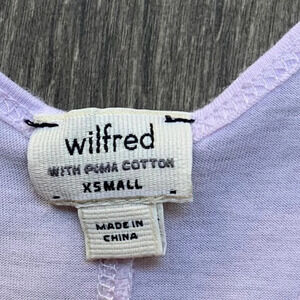 wilfred
WITH PIMA COTTON
XSMALL
MADE IN
CHINA